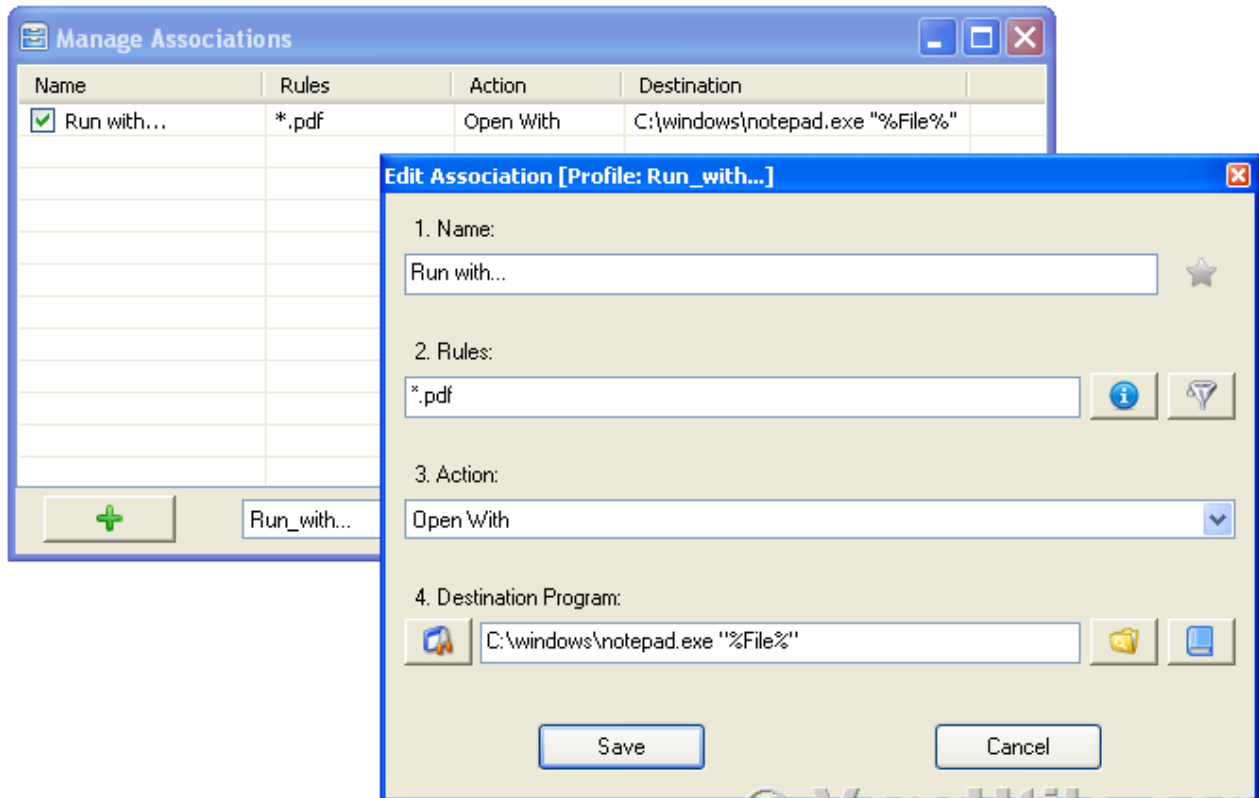 Manage Associations
Name Rules Action Destination
Run with... *.pdf Open With C:\windows\notepad.exe "%File%"
Edit Association [Profile: Run_with...]
1. Name:
Run with...
2. Rules:
*.pdf
3. Action:
Run_with...
Open With
4. Destination Program:
C:\windows\notepad.exe "%File%"
Save Cancel